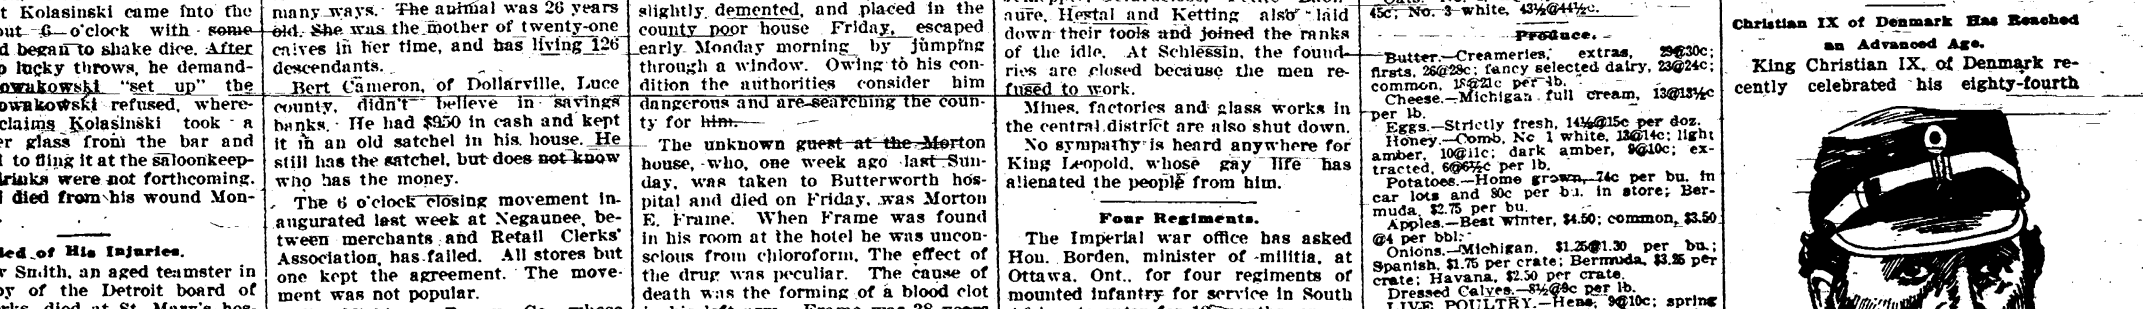 t Kolasinski came into the
out 6 o'clock with some
d began to shake dice. After
o lucky throws, he demand-
owakowski "set up" the
owakowski refused, where-
claims Kolasinski took a
er glass from the bar and
l to fling it at the saloonkeep-
drinks were not forthcoming.
l died from his wound Mon-
led of His Injuries.
Smith, an aged teamster in
oy of the Detroit board of
rks, died at St. Mary's hos-
many ways. The animal was 26 years
old. She was the mother of twenty-one
calves in her time, and has living 126
descendants.
Bert Cameron, of Dollarville, Luce
county, didn't believe in savings
banks. He had $950 in cash and kept
it in an old satchel in his house. He
still has the satchel, but does not know
who has the money.
The 6 o'clock closing movement in-
augurated last week at Negaunee, be-
tween merchants and Retail Clerks'
Association, has failed. All stores but
one kept the agreement. The move-
ment was not popular.
slightly demented, and placed in the
county poor house Friday, escaped
early Monday morning by jumping
through a window. Owing to his con-
dition the authorities consider him
dangerous and are searching the coun-
ty for him.
The unknown guest at the Morton
house, who, one week ago last Sun-
day, was taken to Butterworth hos-
pital and died on Friday, was Morton
E. Frame. When Frame was found
in his room at the hotel he was uncon-
scious from chloroform. The effect of
the drug was peculiar. The cause of
death was the forming of a blood clot
aure, Hestal and Ketting also laid
down their tools and joined the ranks
of the idle. At Schlessin, the found-
ries are closed because the men re-
fused to work.
Mines, factories and glass works in
the central district are also shut down.
No sympathy is heard anywhere for
King Leopold, whose gay life has
alienated the people from him.
Four Regiments.
The Imperial war office has asked
Hon. Borden, minister of militia, at
Ottawa, Ont., for four regiments of
mounted infantry for service in South
45c; No. 3 white, 43½@44½c.
Produce.
Butter.—Creameries, extras, 29@30c;
firsts, 26@28c; fancy selected dairy, 23@24c;
common, 18@21c per lb.
Cheese.—Michigan full cream, 13@13½c
per lb.
Eggs.—Strictly fresh, 14½@15c per doz.
Honey.—Comb, No 1 white, 13@14c; light
amber, 10@11c; dark amber, 9@10c; ex-
tracted, 6@6½c per lb.
Potatoes.—Home grown, 74c per bu. in
car lots and 80c per bu. in store; Ber-
muda, $2.75 per bu.
Apples.—Best winter, $4.50; common, $3.50
@4 per bbl.
Onions.—Michigan, $1.25@1.30 per bu.;
Spanish, $1.75 per crate; Bermuda, $3.25 per
crate; Havana, $2.50 per crate.
Dressed Calves.—8½@9c per lb.
LIVE POULTRY.—Hens, 9@10c; spring
Christian IX of Denmark Has Reached
an Advanced Age.
King Christian IX. of Denmark re-
cently celebrated his eighty-fourth